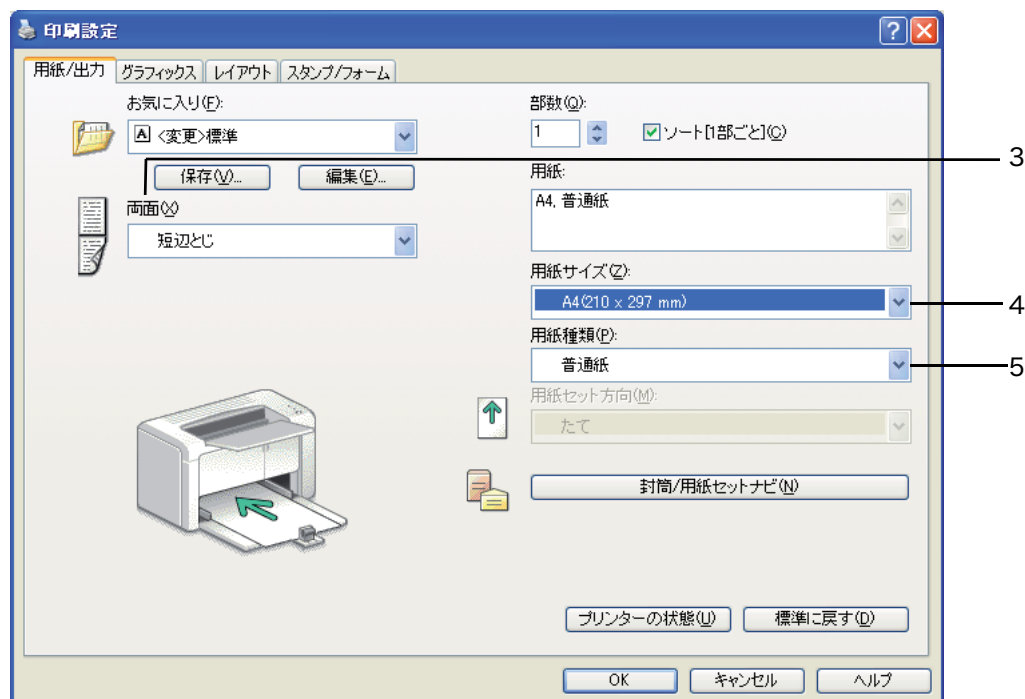 印刷設定
用紙/出力 グラフィックス レイアウト スタンプ/フォーム
お気に入り(F):
<変更>標準
保存(V)... 編集(E)...
両面(X)
短辺とじ
部数(Q):
1 ソート[1部ごと](C)
用紙:
A4, 普通紙
用紙サイズ(Z):
A4(210 x 297 mm)
用紙種類(P):
普通紙
用紙セット方向(M):
たて
封筒/用紙セットナビ(N)
プリンターの状態(U) 標準に戻す(D)
OK キャンセル ヘルプ
3
4
5